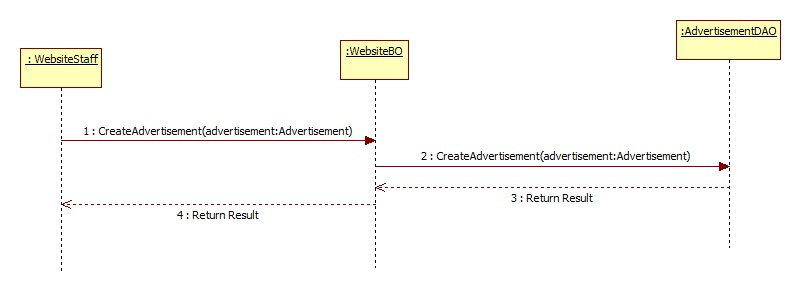 : WebsiteStaff
:WebsiteBO
:AdvertisementDAO
1 : CreateAdvertisement(advertisement:Advertisement)
2 : CreateAdvertisement(advertisement:Advertisement)
3 : Return Result
4 : Return Result